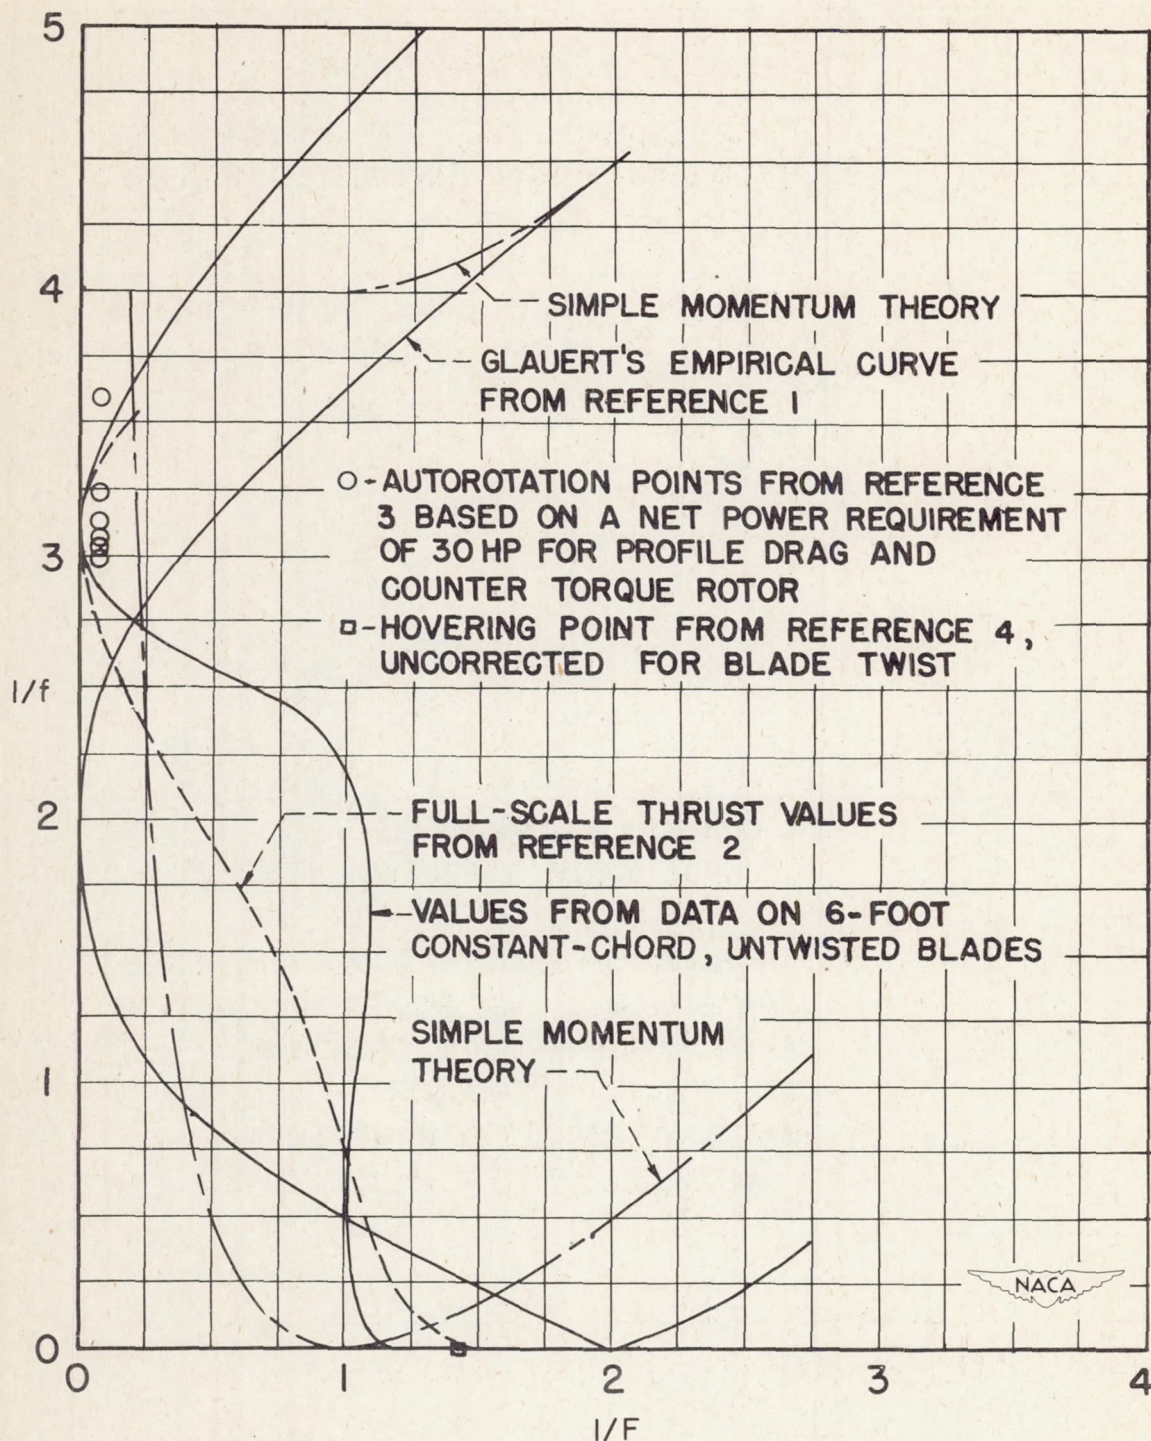 5
4
SIMPLE MOMENTUM THEORY
GLAUERT'S EMPIRICAL CURVE
FROM REFERENCE 1
O-AUTOROTATION POINTS FROM REFERENCE
3 BASED ON A NET POWER REQUIREMENT
OF 30 HP FOR PROFILE DRAG AND
COUNTER TORQUE ROTOR
3
□-HOVERING POINT FROM REFERENCE 4,
UNCORRECTED FOR BLADE TWIST
1/f
2
FULL-SCALE THRUST VALUES
FROM REFERENCE 2
VALUES FROM DATA ON 6-FOOT
CONSTANT-CHORD, UNTWISTED BLADES
SIMPLE MOMENTUM
THEORY
1
NACA
0
0 1 2 3 4
1/F